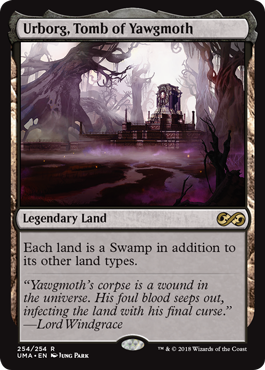 Urborg, Tomb of Yawgmoth
Legendary Land
Each land is a Swamp in addition to
its other land types.
“Yawgmoth’s corpse is a wound in
the universe. His foul blood seeps out,
infecting the land with his final curse.”
—Lord Windgrace
254/254 R
UMA • EN Jung Park
™ & © 2018 Wizards of the Coast